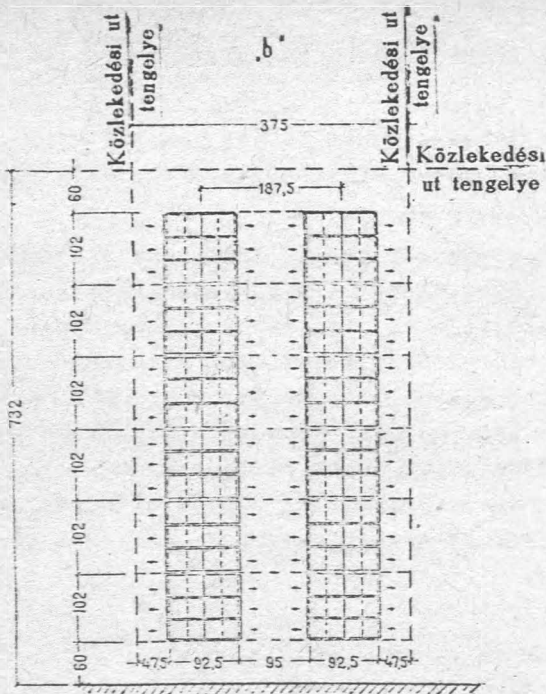 Közlekedési ut
tengelye
„b”
Közlekedési ut
tengelye
375
Közlekedési
ut tengelye
187,5
60
102
102
102
102
102
102
60
732
47,5
92,5
95
92,5
47,5